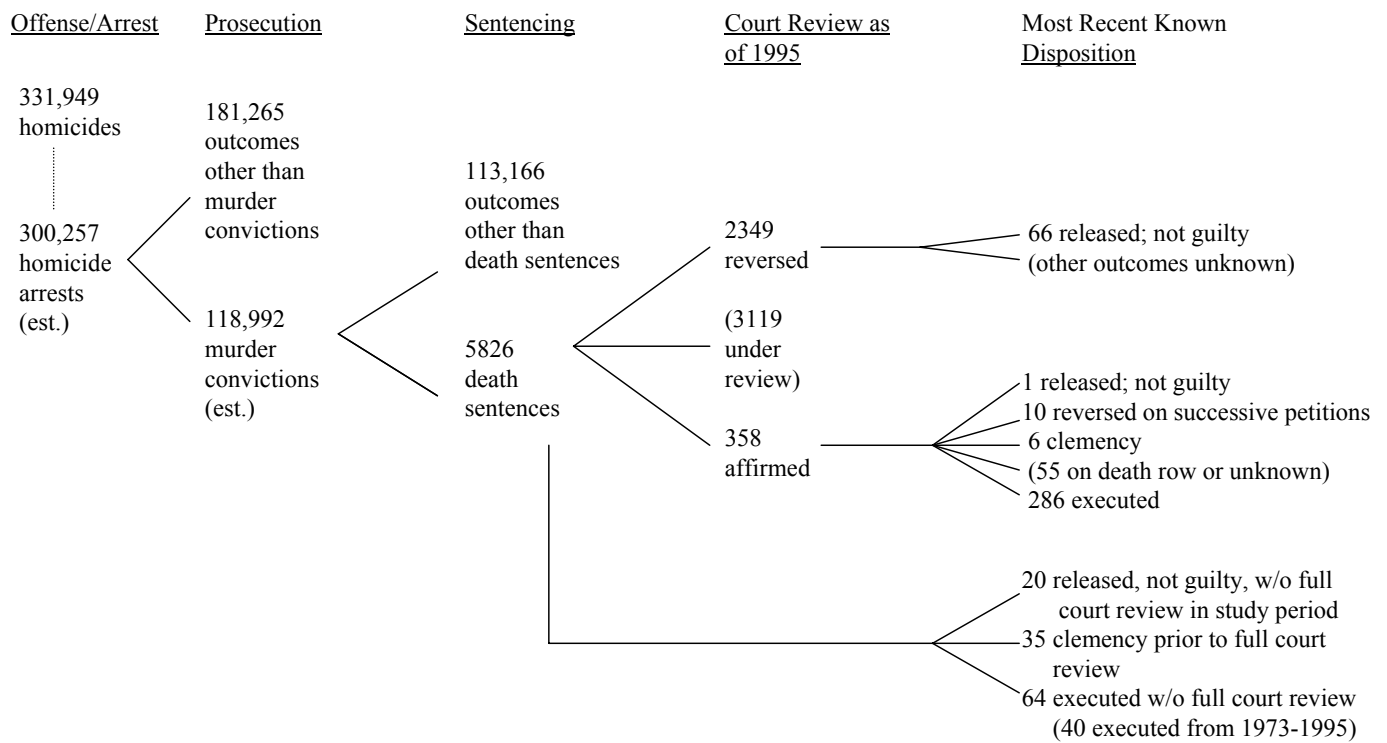 Offense/Arrest
Prosecution
Sentencing
Court Review as
of 1995
Most Recent Known
Disposition
331,949
homicides
300,257
homicide
arrests
(est.)
181,265
outcomes
other than
murder
convictions
118,992
murder
convictions
(est.)
113,166
outcomes
other than
death sentences
5826
death
sentences
2349
reversed
(3119
under
review)
358
affirmed
66 released; not guilty
(other outcomes unknown)
1 released; not guilty
10 reversed on successive petitions
6 clemency
(55 on death row or unknown)
286 executed
20 released, not guilty, w/o full
court review in study period
35 clemency prior to full court
review
64 executed w/o full court review
(40 executed from 1973-1995)